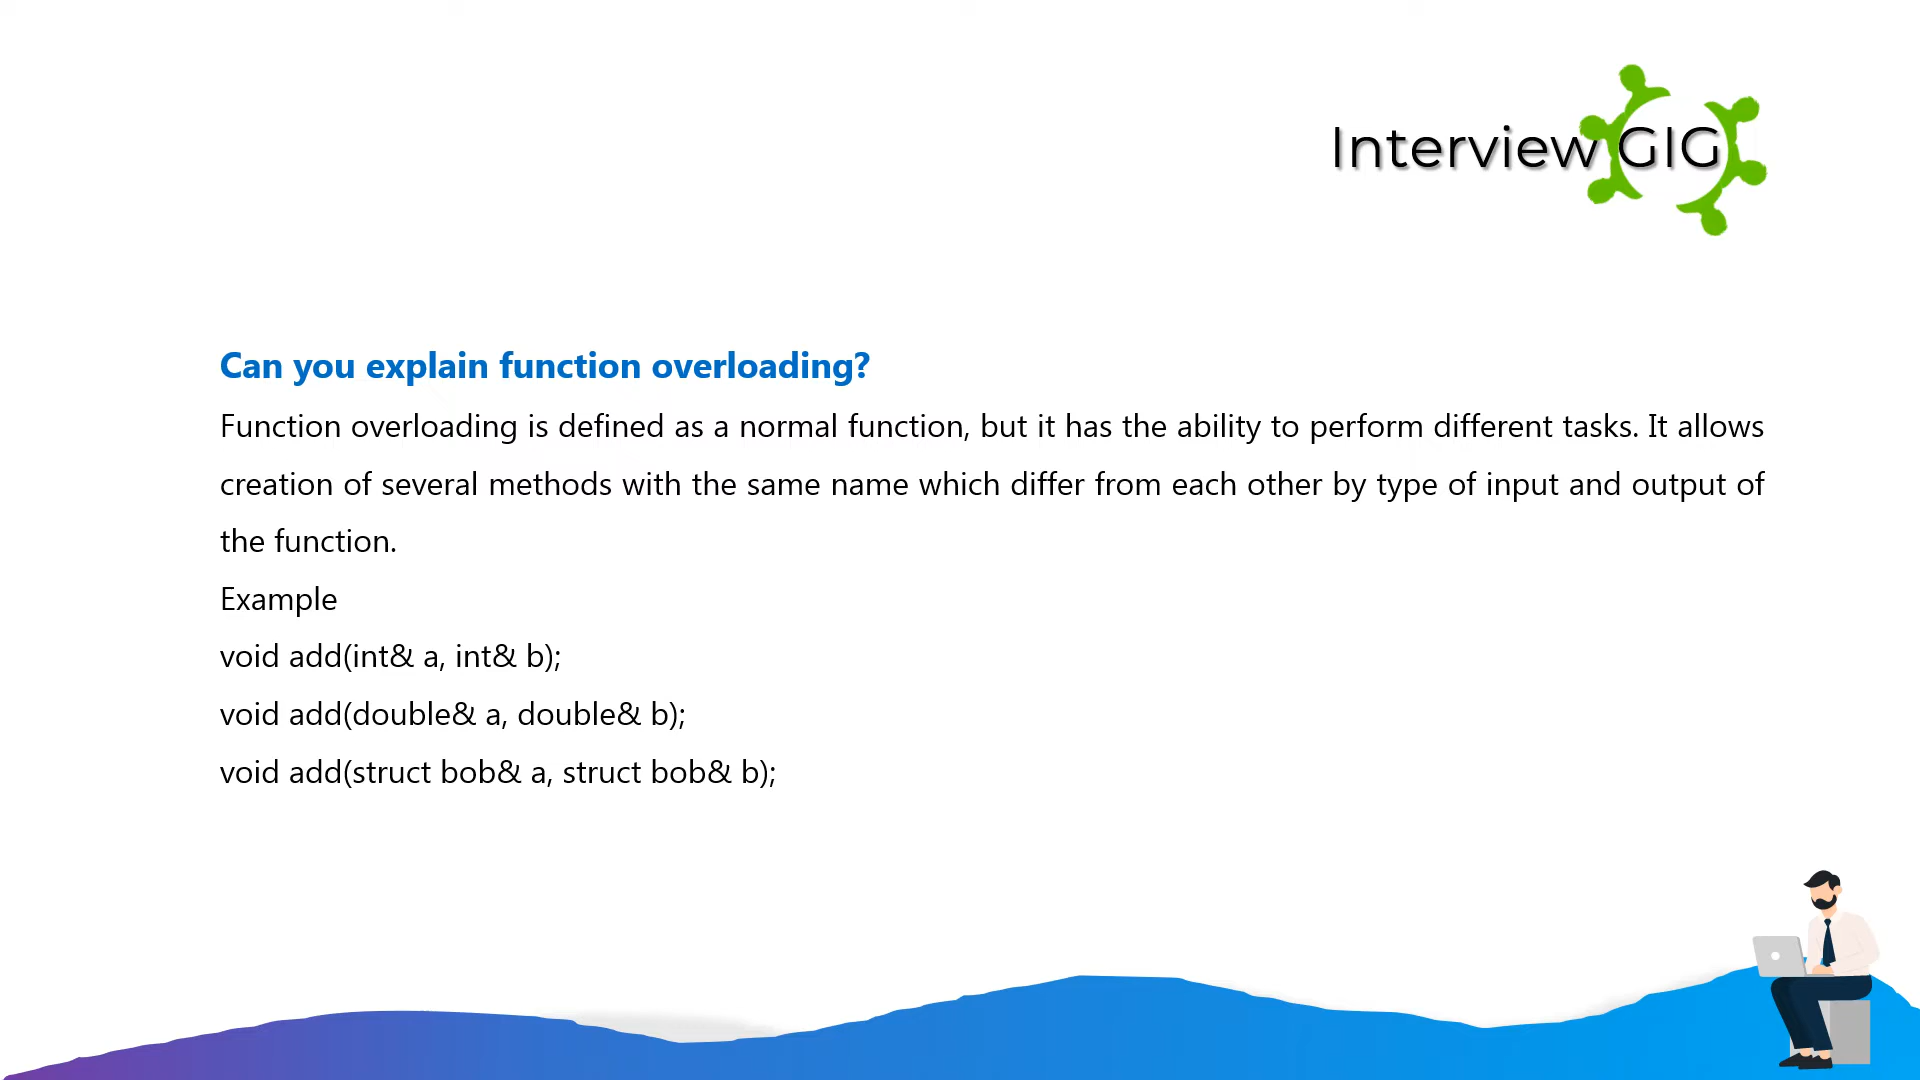 Interview GIG
Can you explain function overloading?
Function overloading is defined as a normal function, but it has the ability to perform different tasks. It allows
creation of several methods with the same name which differ from each other by type of input and output of
the function.
Example
void add(int& a, int& b);
void add(double& a, double& b);
void add(struct bob& a, struct bob& b);